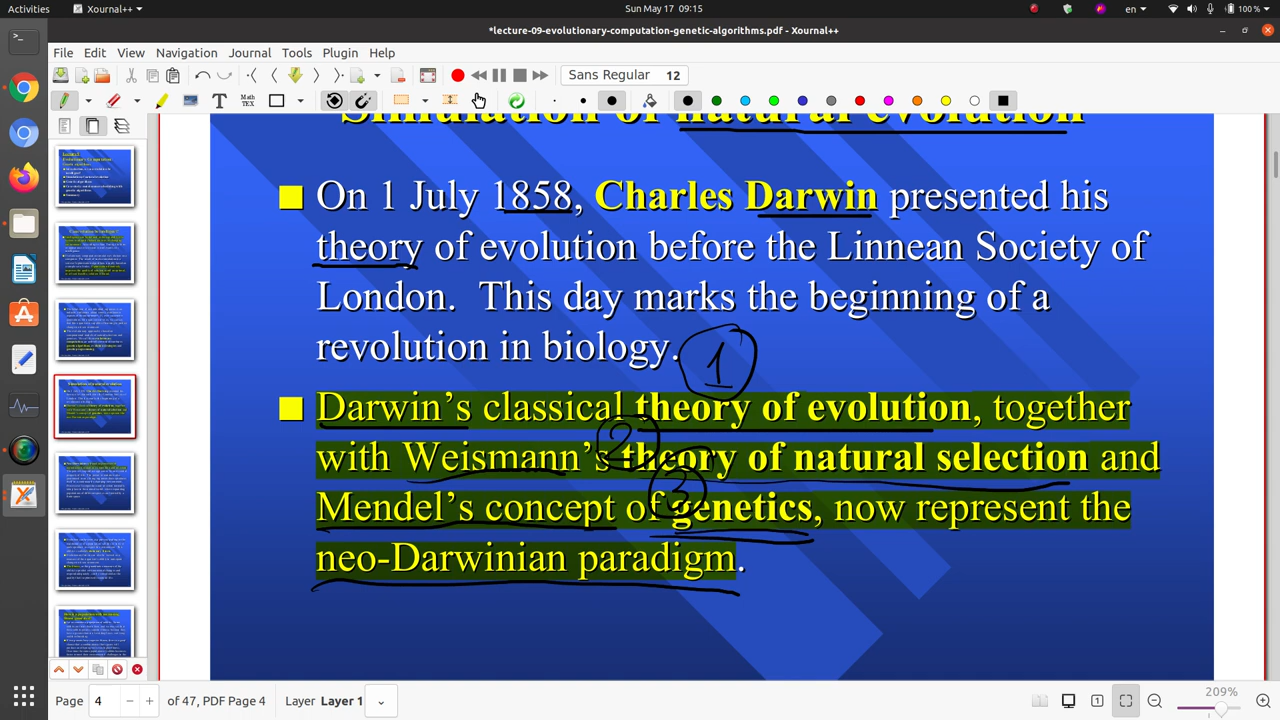 Activities
Xournal++
Sun May 17 09:15
en
100 %
*lecture-09-evolutionary-computation-genetic-algorithms.pdf - Xournal++
File Edit View Navigation Journal Tools Plugin Help
Sans Regular 12
Math TEX
Simulation of natural evolution
On 1 July 1858, Charles Darwin presented his
theory of evolution before the Linnean Society of
London. This day marks the beginning of a
revolution in biology.
1
Darwin's classical theory of evolution, together
2
with Weismann's theory of natural selection and
3
Mendel's concept of genetics, now represent the
neo-Darwinian paradigm.
Page 4 of 47, PDF Page 4 Layer Layer 1
209%